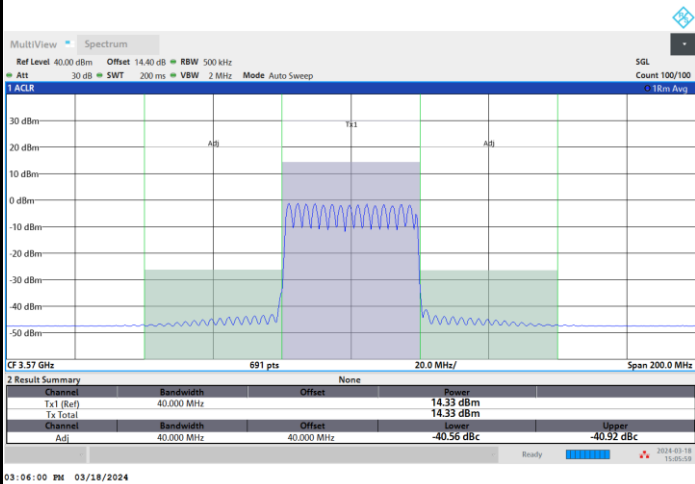 MultiView Spectrum
Ref Level 40.00 dBm Offset 14.40 dB RBW 500 kHz SGL
Att 30 dB SWT 200 ms VBW 2 MHz Mode Auto Sweep Count 100/100
1 ACLR 1Rm Avg
Tx1
Adj Adj
30 dBm
20 dBm
10 dBm
0 dBm
-10 dBm
-20 dBm
-30 dBm
-40 dBm
-50 dBm
CF 3.57 GHz 691 pts 20.0 MHz/ Span 200.0 MHz
2 Result Summary None
Channel Bandwidth Offset Power
Tx1 (Ref) 40.000 MHz 14.33 dBm
Tx Total 14.33 dBm
Channel Bandwidth Offset Lower Upper
Adj 40.000 MHz 40.000 MHz -40.56 dBc -40.92 dBc
Ready 2024-03-18
15:05:59
03:06:00 PM 03/18/2024